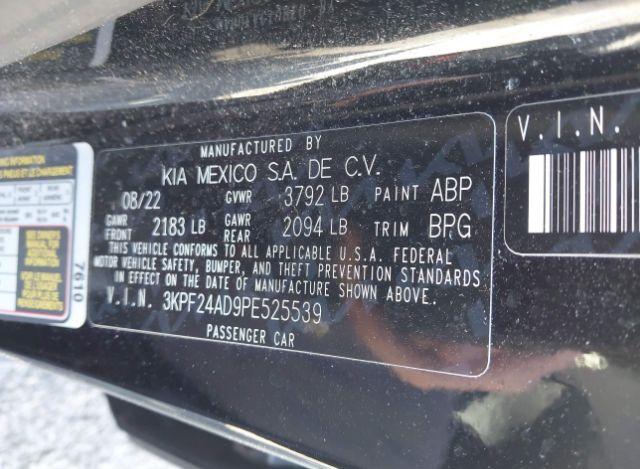 MANUFACTURED BY
KIA MEXICO S.A. DE C.V.
08/22 GVWR 3792 LB PAINT ABP
GAWR FRONT 2183 LB GAWR REAR 2094 LB TRIM BRG
THIS VEHICLE CONFORMS TO ALL APPLICABLE U.S.A. FEDERAL
MOTOR VEHICLE SAFETY, BUMPER, AND THEFT PREVENTION STANDARDS
IN EFFECT ON THE DATE OF MANUFACTURE SHOWN ABOVE.
V.I.N. 3KPF24AD9PE525539
PASSENGER CAR
V.I.N.
7610